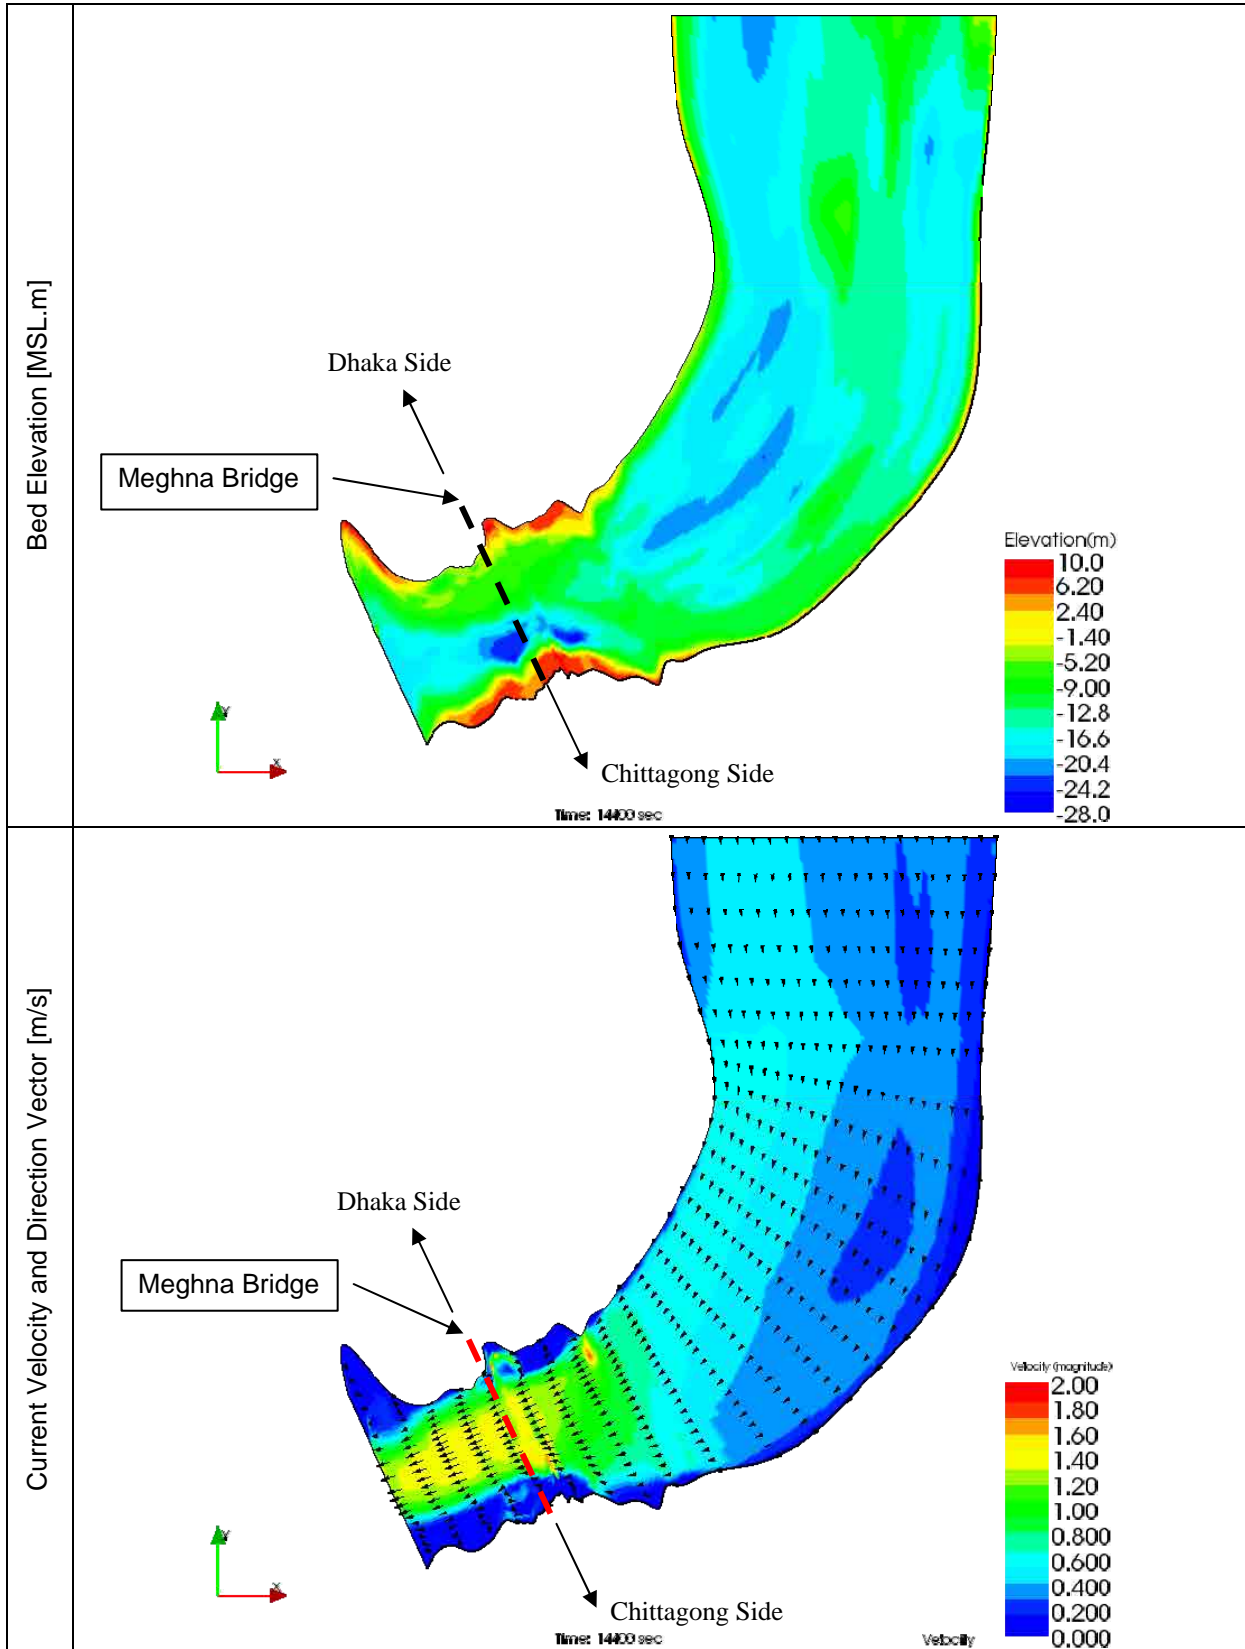 Bed Elevation [MSL.m]
Dhaka Side
Meghna Bridge
Chittagong Side
Y
X
Elevation(m)
10.0
6.20
2.40
-1.40
-5.20
-9.00
-12.8
-16.6
-20.4
-24.2
-28.0
Time: 14400 sec
Current Velocity and Direction Vector [m/s]
Dhaka Side
Meghna Bridge
Chittagong Side
Y
X
Velocity (magnitude)
2.00
1.80
1.60
1.40
1.20
1.00
0.800
0.600
0.400
0.200
0.000
Time: 14400 sec
Velocity